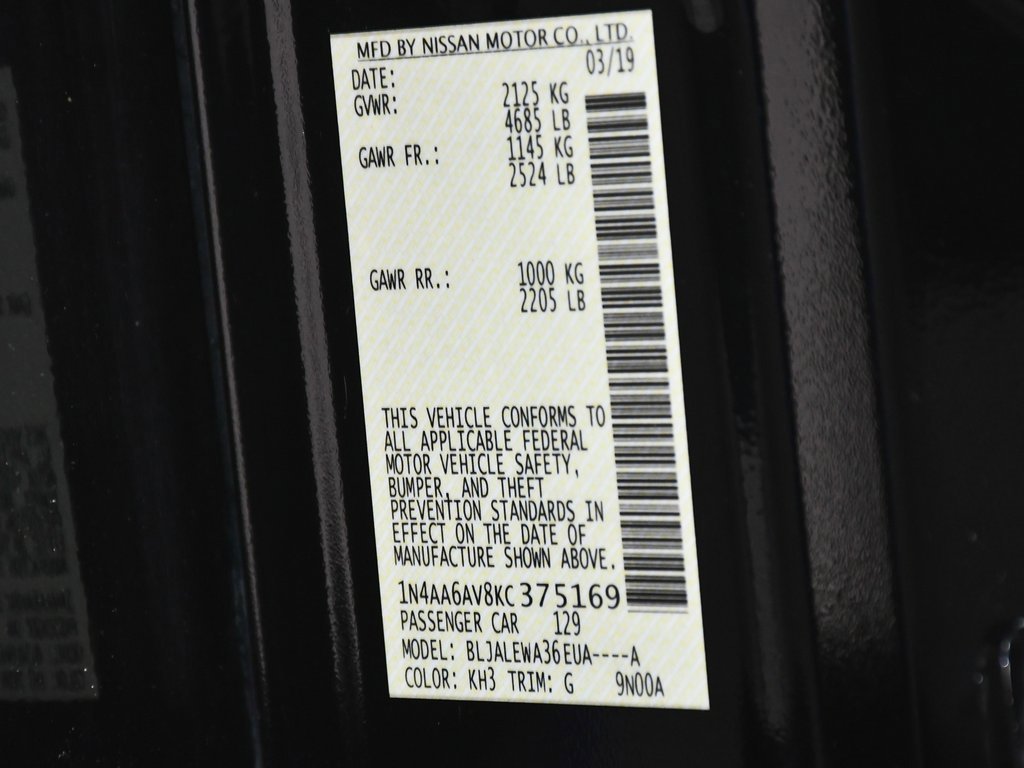 MFD BY NISSAN MOTOR CO., LTD.
DATE: 03/19
GVWR: 2125 KG
4685 LB
GAWR FR.: 1145 KG
2524 LB
GAWR RR.: 1000 KG
2205 LB
THIS VEHICLE CONFORMS TO
ALL APPLICABLE FEDERAL
MOTOR VEHICLE SAFETY,
BUMPER, AND THEFT
PREVENTION STANDARDS IN
EFFECT ON THE DATE OF
MANUFACTURE SHOWN ABOVE.
1N4AA6AV8KC375169
PASSENGER CAR 129
MODEL: BLJALEWA36EUA----A
COLOR: KH3 TRIM: G 9N00A